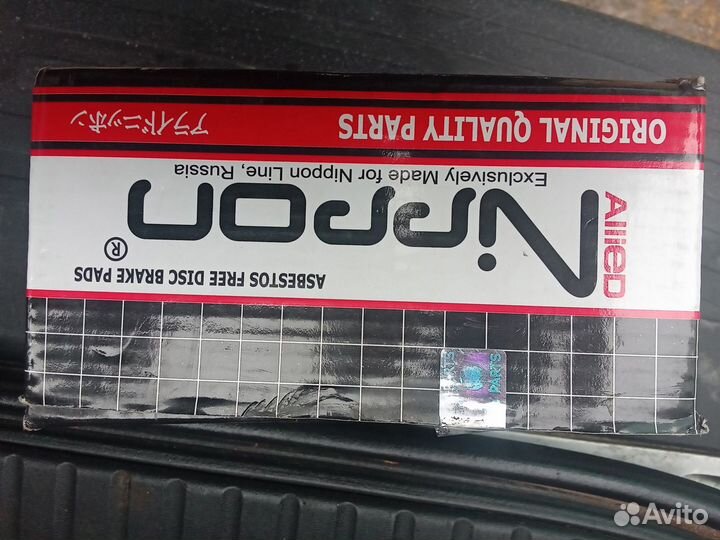 ASBESTOS FREE DISC BRAKE PADS
ALLIED
NIPPON®
Exclusively Made for Nippon Line, Russia
ORIGINAL QUALITY PARTS アライドニッポン
PARTS
Avito